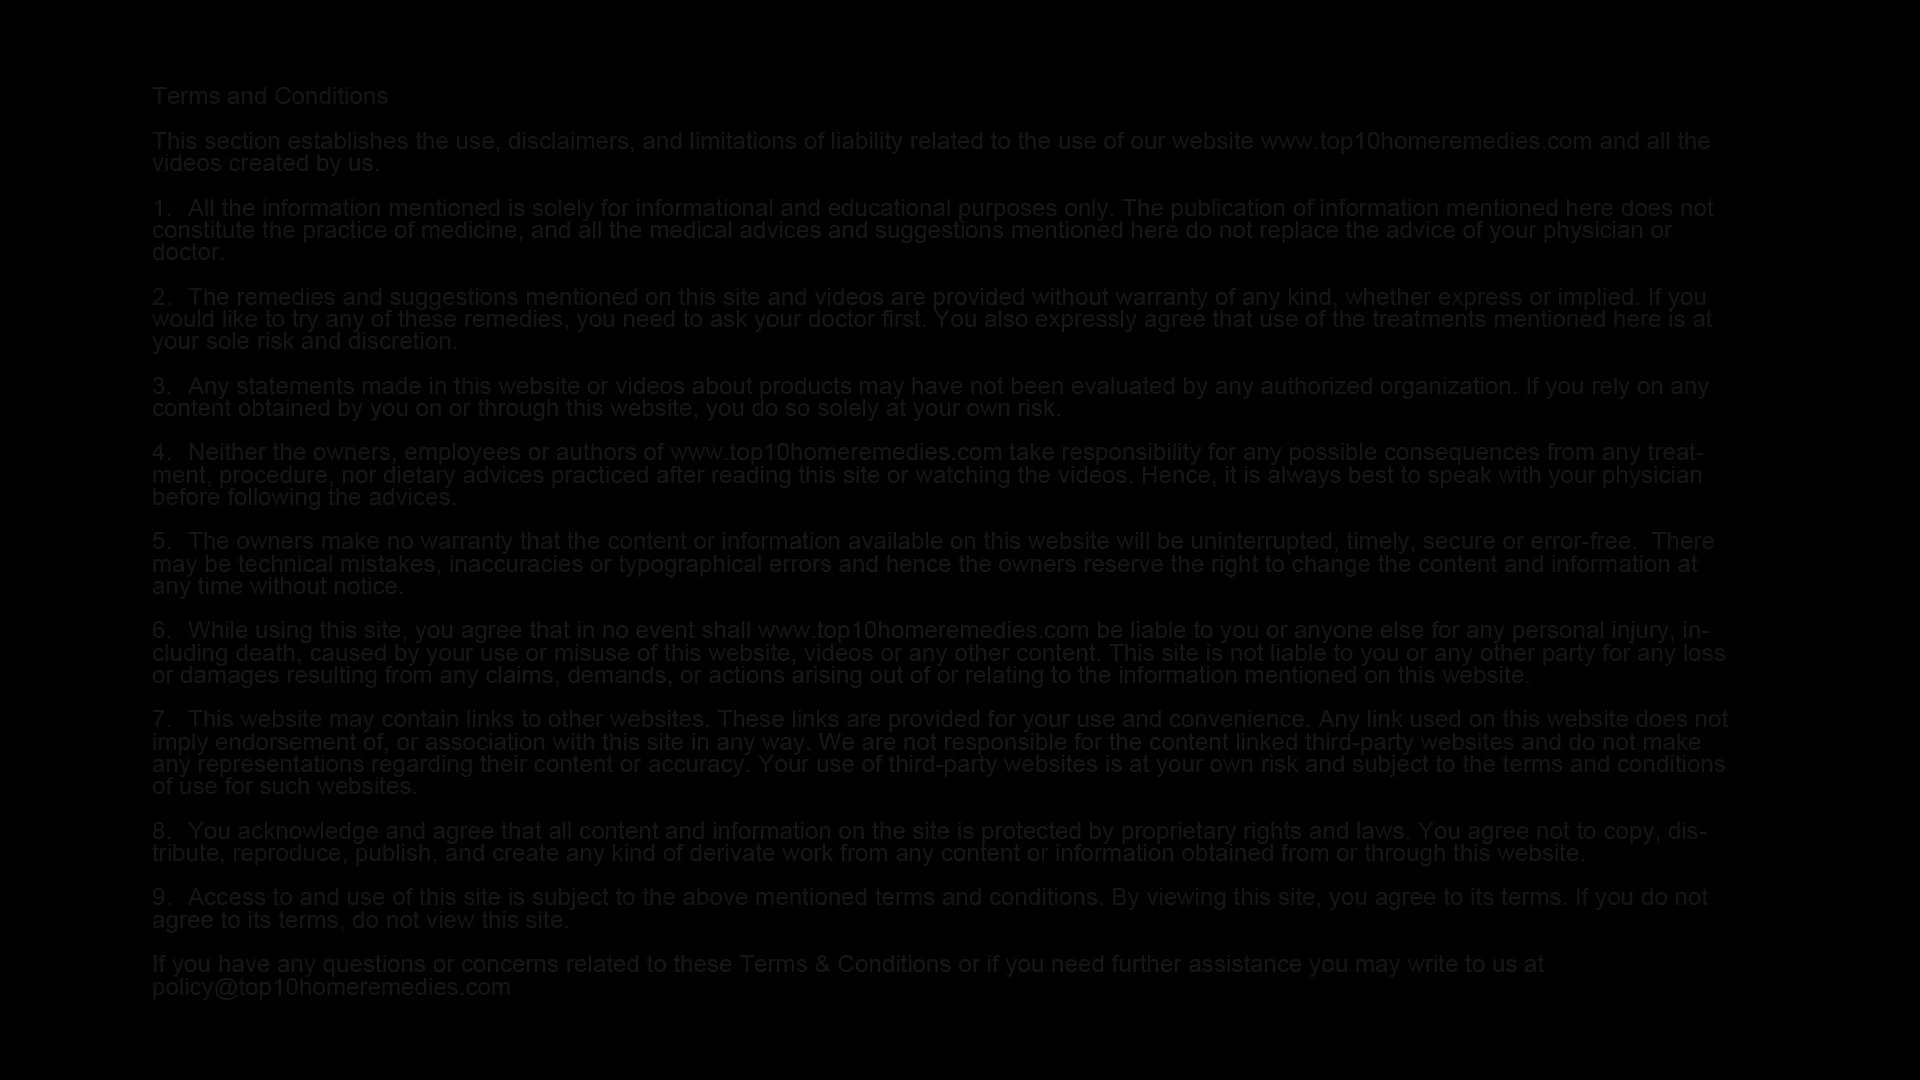 Terms and Conditions
This section establishes the use, disclaimers, and limitations of liability related to the use of our website www.top10homeremedies.com and all the
videos created by us.
1. All the information mentioned is solely for informational and educational purposes only. The publication of information mentioned here does not
constitute the practice of medicine, and all the medical advices and suggestions mentioned here do not replace the advice of your physician or
doctor.
2. The remedies and suggestions mentioned on this site and videos are provided without warranty of any kind, whether express or implied. If you
would like to try any of these remedies, you need to ask your doctor first. You also expressly agree that use of the treatments mentioned here is at
your sole risk and discretion.
3. Any statements made in this website or videos about products may have not been evaluated by any authorized organization. If you rely on any
content obtained by you on or through this website, you do so solely at your own risk.
4. Neither the owners, employees or authors of www.top10homeremedies.com take responsibility for any possible consequences from any treat-
ment, procedure, nor dietary advices practiced after reading this site or watching the videos. Hence, it is always best to speak with your physician
before following the advices.
5. The owners make no warranty that the content or information available on this website will be uninterrupted, timely, secure or error-free. There
may be technical mistakes, inaccuracies or typographical errors and hence the owners reserve the right to change the content and information at
any time without notice.
6. While using this site, you agree that in no event shall www.top10homeremedies.com be liable to you or anyone else for any personal injury, in-
cluding death, caused by your use or misuse of this website, videos or any other content. This site is not liable to you or any other party for any loss
or damages resulting from any claims, demands, or actions arising out of or relating to the information mentioned on this website.
7. This website may contain links to other websites. These links are provided for your use and convenience. Any link used on this website does not
imply endorsement of, or association with this site in any way. We are not responsible for the content linked third-party websites and do not make
any representations regarding their content or accuracy. Your use of third-party websites is at your own risk and subject to the terms and conditions
of use for such websites.
8. You acknowledge and agree that all content and information on the site is protected by proprietary rights and laws. You agree not to copy, dis-
tribute, reproduce, publish, and create any kind of derivate work from any content or information obtained from or through this website.
9. Access to and use of this site is subject to the above mentioned terms and conditions. By viewing this site, you agree to its terms. If you do not
agree to its terms, do not view this site.
If you have any questions or concerns related to these Terms & Conditions or if you need further assistance you may write to us at
policy@top10homeremedies.com